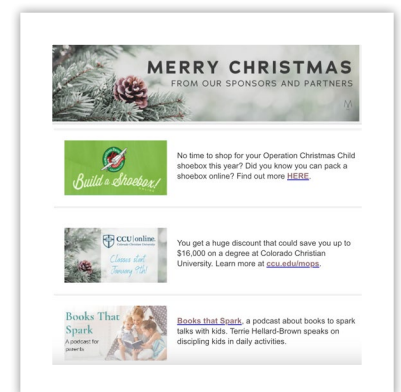 MERRY CHRISTMAS
FROM OUR SPONSORS AND PARTNERS
M
Build a Shoebox!
No time to shop for your Operation Christmas Child
shoebox this year? Did you know you can pack a
shoebox online? Find out more HERE.
CCU|online
Colorado Christian University
Classes start
January 9th!
You get a huge discount that could save you up to
$16,000 on a degree at Colorado Christian
University. Learn more at ccu.edu/mops.
Books That
Spark
A podcast for
parents
Books that Spark, a podcast about books to spark
talks with kids. Terrie Hellard-Brown speaks on
discipling kids in daily activities.